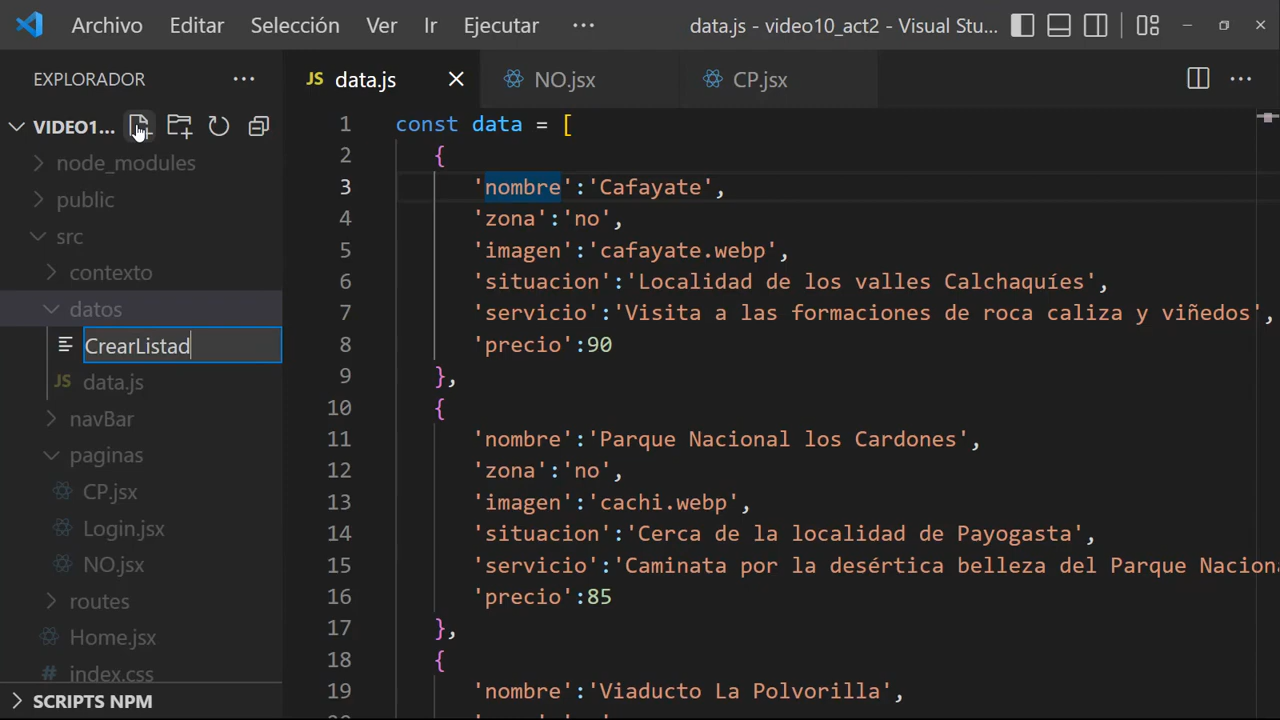 Archivo Editar Selección Ver Ir Ejecutar ··· data.js - video10_act2 - Visual Stu...
EXPLORADOR ···
VIDEO1...
node_modules
public
src
contexto
datos
CrearListad
JS data.js
navBar
paginas
CP.jsx
Login.jsx
NO.jsx
routes
Home.jsx
# index.css
SCRIPTS NPM
JS data.js NO.jsx CP.jsx ···
1 const data = [
2 {
3 'nombre':'Cafayate',
4 'zona':'no',
5 'imagen':'cafayate.webp',
6 'situacion':'Localidad de los valles Calchaquíes',
7 'servicio':'Visita a las formaciones de roca caliza y viñedos',
8 'precio':90
9 },
10 {
11 'nombre':'Parque Nacional los Cardones',
12 'zona':'no',
13 'imagen':'cachi.webp',
14 'situacion':'Cerca de la localidad de Payogasta',
15 'servicio':'Caminata por la desértica belleza del Parque Nacion
16 'precio':85
17 },
18 {
19 'nombre':'Viaducto La Polvorilla',